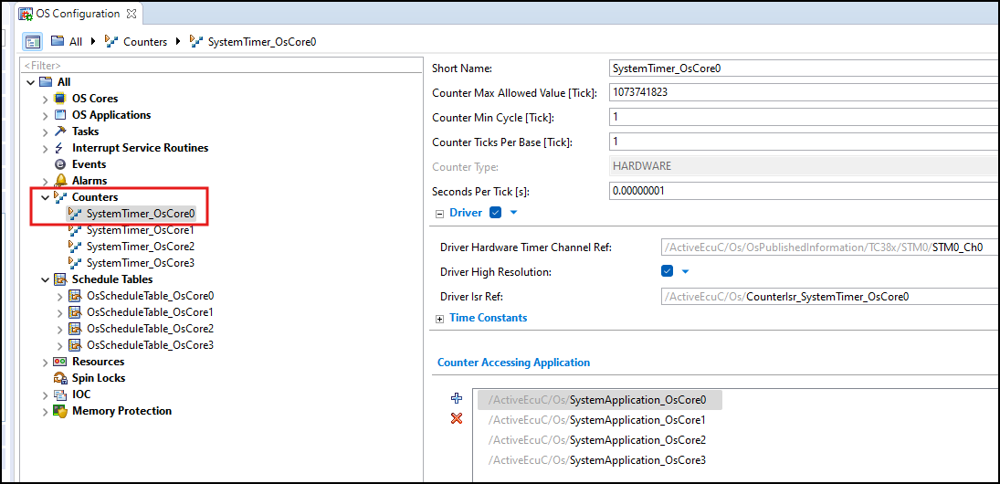 OS Configuration
All Counters SystemTimer_OsCore0
<Filter>
All
OS Cores
OS Applications
Tasks
Interrupt Service Routines
Events
Alarms
Counters
SystemTimer_OsCore0
SystemTimer_OsCore1
SystemTimer_OsCore2
SystemTimer_OsCore3
Schedule Tables
OsScheduleTable_OsCore0
OsScheduleTable_OsCore1
OsScheduleTable_OsCore2
OsScheduleTable_OsCore3
Resources
Spin Locks
IOC
Memory Protection
Short Name: SystemTimer_OsCore0
Counter Max Allowed Value [Tick]: 1073741823
Counter Min Cycle [Tick]: 1
Counter Ticks Per Base [Tick]: 1
Counter Type: HARDWARE
Seconds Per Tick [s]: 0.00000001
Driver
Driver Hardware Timer Channel Ref: /ActiveEcuC/Os/OsPublishedInformation/TC38x/STM0/STM0_Ch0
Driver High Resolution:
Driver Isr Ref: /ActiveEcuC/Os/CounterIsr_SystemTimer_OsCore0
Time Constants
Counter Accessing Application
/ActiveEcuC/Os/SystemApplication_OsCore0
/ActiveEcuC/Os/SystemApplication_OsCore1
/ActiveEcuC/Os/SystemApplication_OsCore2
/ActiveEcuC/Os/SystemApplication_OsCore3